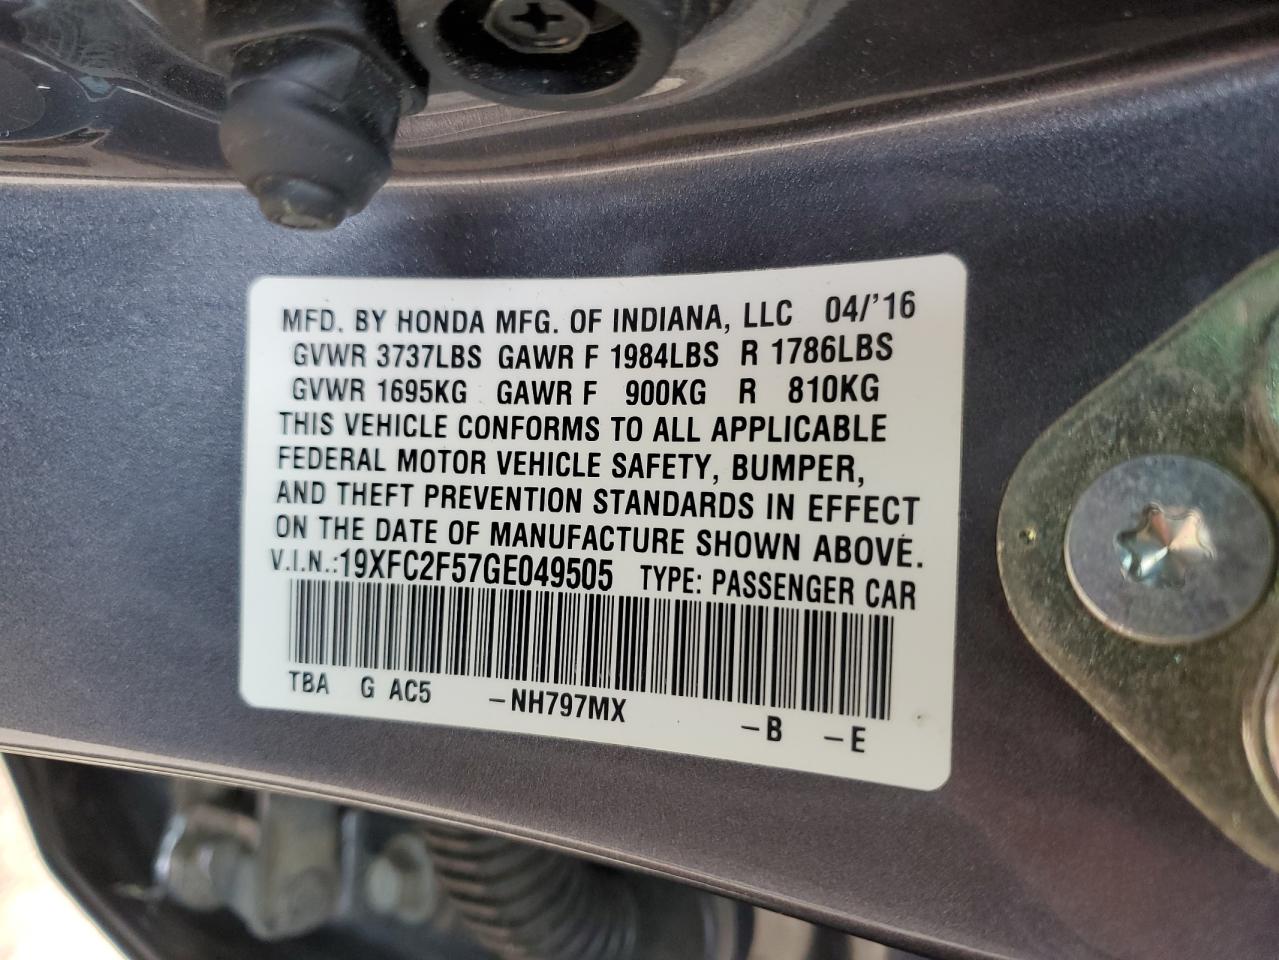 MFD. BY HONDA MFG. OF INDIANA, LLC 04/'16
GVWR 3737LBS GAWR F 1984LBS R 1786LBS
GVWR 1695KG GAWR F 900KG R 810KG
THIS VEHICLE CONFORMS TO ALL APPLICABLE
FEDERAL MOTOR VEHICLE SAFETY, BUMPER,
AND THEFT PREVENTION STANDARDS IN EFFECT
ON THE DATE OF MANUFACTURE SHOWN ABOVE.
V.I.N.:19XFC2F57GE049505 TYPE: PASSENGER CAR
TBA G AC5 -NH797MX -B -E